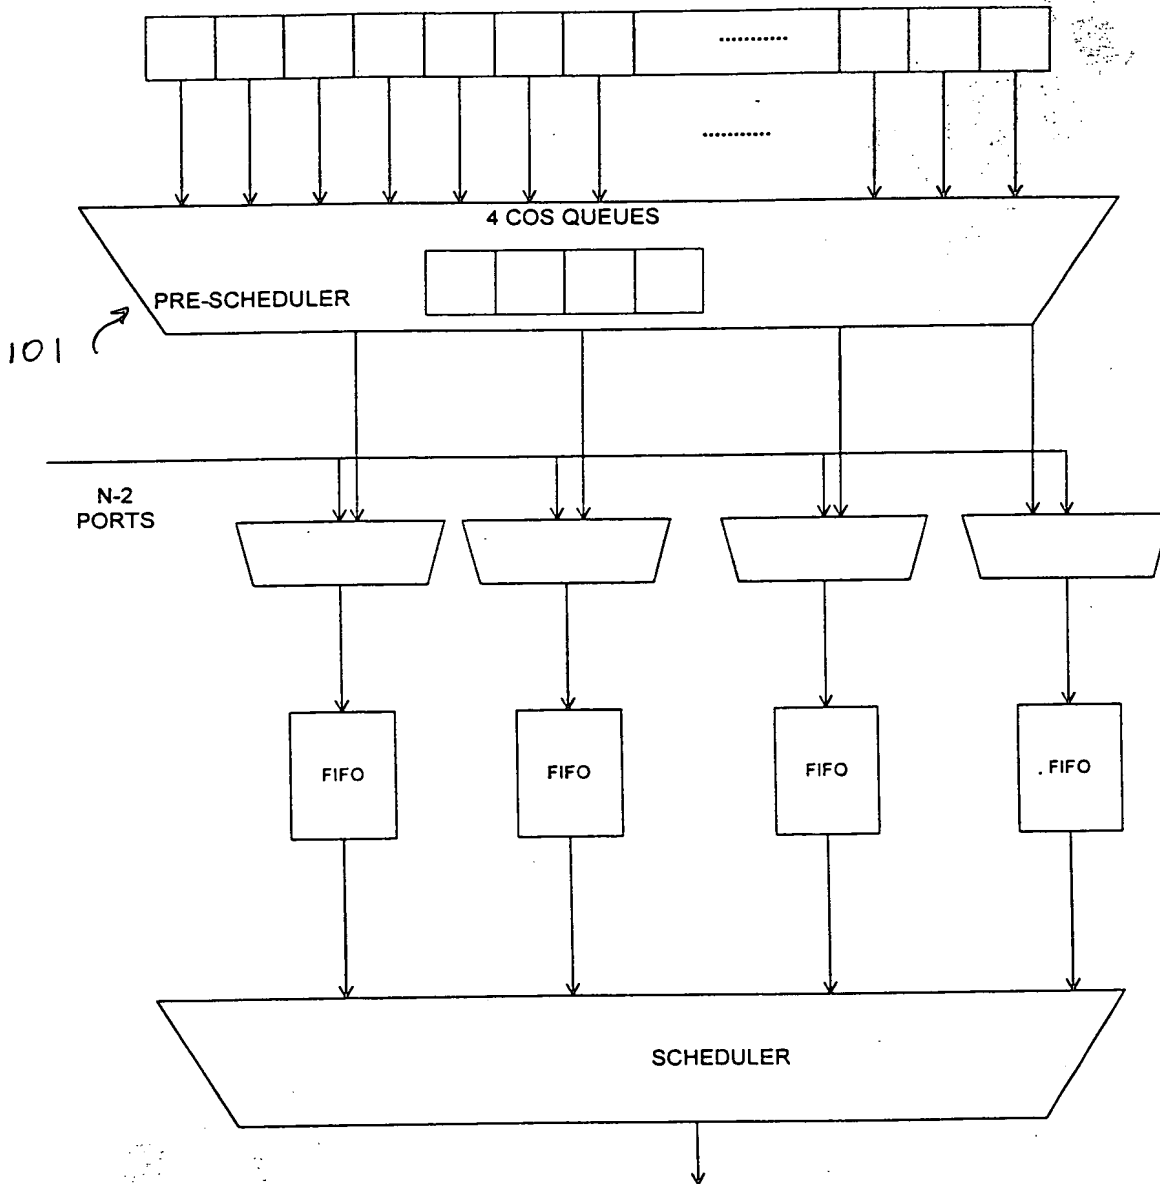 4 COS QUEUES
PRE-SCHEDULER
101
N-2
PORTS
FIFO
FIFO
FIFO
FIFO
SCHEDULER